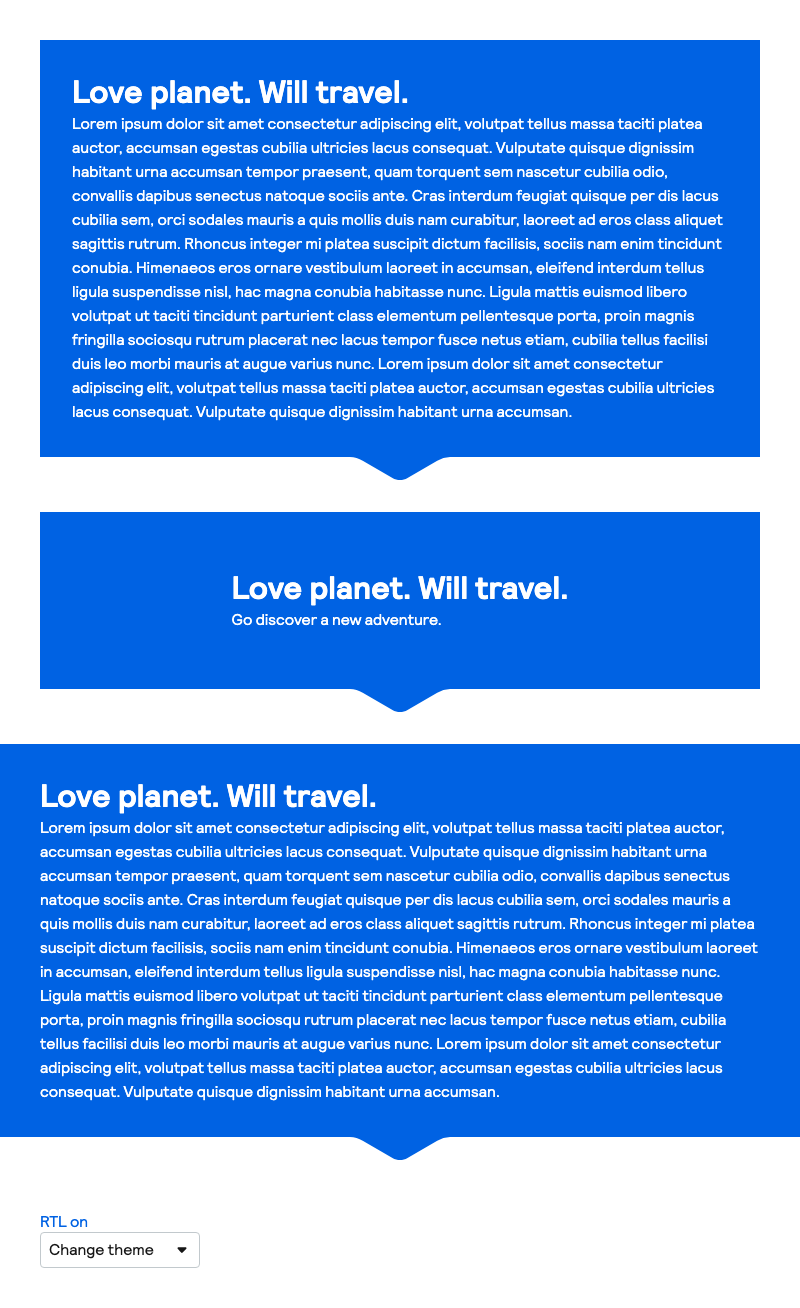 Love planet. Will travel.
Lorem ipsum dolor sit amet consectetur adipiscing elit, volutpat tellus massa taciti platea
auctor, accumsan egestas cubilia ultricies lacus consequat. Vulputate quisque dignissim
habitant urna accumsan tempor praesent, quam torquent sem nascetur cubilia odio,
convallis dapibus senectus natoque sociis ante. Cras interdum feugiat quisque per dis lacus
cubilia sem, orci sodales mauris a quis mollis duis nam curabitur, laoreet ad eros class aliquet
sagittis rutrum. Rhoncus integer mi platea suscipit dictum facilisis, sociis nam enim tincidunt
conubia. Himenaeos eros ornare vestibulum laoreet in accumsan, eleifend interdum tellus
ligula suspendisse nisl, hac magna conubia habitasse nunc. Ligula mattis euismod libero
volutpat ut taciti tincidunt parturient class elementum pellentesque porta, proin magnis
fringilla sociosqu rutrum placerat nec lacus tempor fusce netus etiam, cubilia tellus facilisi
duis leo morbi mauris at augue varius nunc. Lorem ipsum dolor sit amet consectetur
adipiscing elit, volutpat tellus massa taciti platea auctor, accumsan egestas cubilia ultricies
lacus consequat. Vulputate quisque dignissim habitant urna accumsan.
Love planet. Will travel.
Go discover a new adventure.
Love planet. Will travel.
Lorem ipsum dolor sit amet consectetur adipiscing elit, volutpat tellus massa taciti platea auctor,
accumsan egestas cubilia ultricies lacus consequat. Vulputate quisque dignissim habitant urna
accumsan tempor praesent, quam torquent sem nascetur cubilia odio, convallis dapibus senectus
natoque sociis ante. Cras interdum feugiat quisque per dis lacus cubilia sem, orci sodales mauris a
quis mollis duis nam curabitur, laoreet ad eros class aliquet sagittis rutrum. Rhoncus integer mi platea
suscipit dictum facilisis, sociis nam enim tincidunt conubia. Himenaeos eros ornare vestibulum laoreet
in accumsan, eleifend interdum tellus ligula suspendisse nisl, hac magna conubia habitasse nunc.
Ligula mattis euismod libero volutpat ut taciti tincidunt parturient class elementum pellentesque
porta, proin magnis fringilla sociosqu rutrum placerat nec lacus tempor fusce netus etiam, cubilia
tellus facilisi duis leo morbi mauris at augue varius nunc. Lorem ipsum dolor sit amet consectetur
adipiscing elit, volutpat tellus massa taciti platea auctor, accumsan egestas cubilia ultricies lacus
consequat. Vulputate quisque dignissim habitant urna accumsan.
RTL on
Change theme